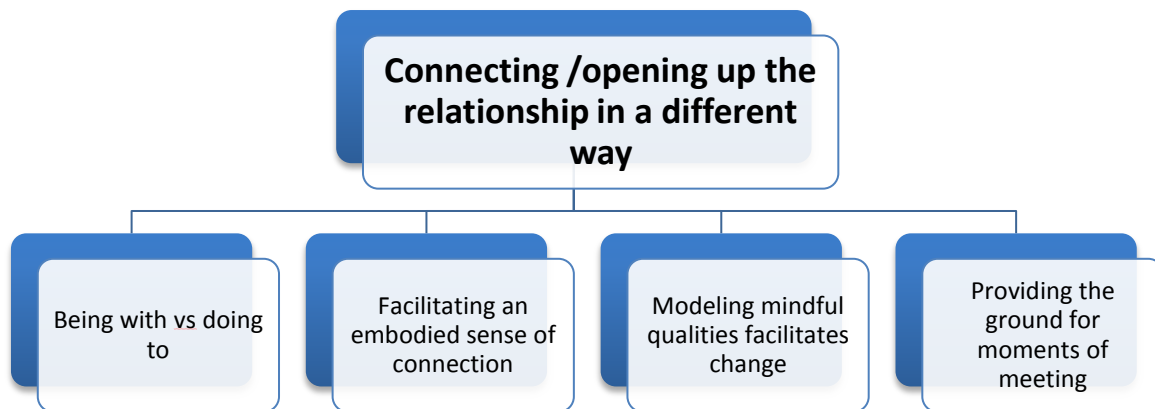 Connecting /opening up the
relationship in a different
way
Being with vs doing
to
Facilitating an
embodied sense of
connection
Modeling mindful
qualities facilitates
change
Providing the
ground for
moments of
meeting